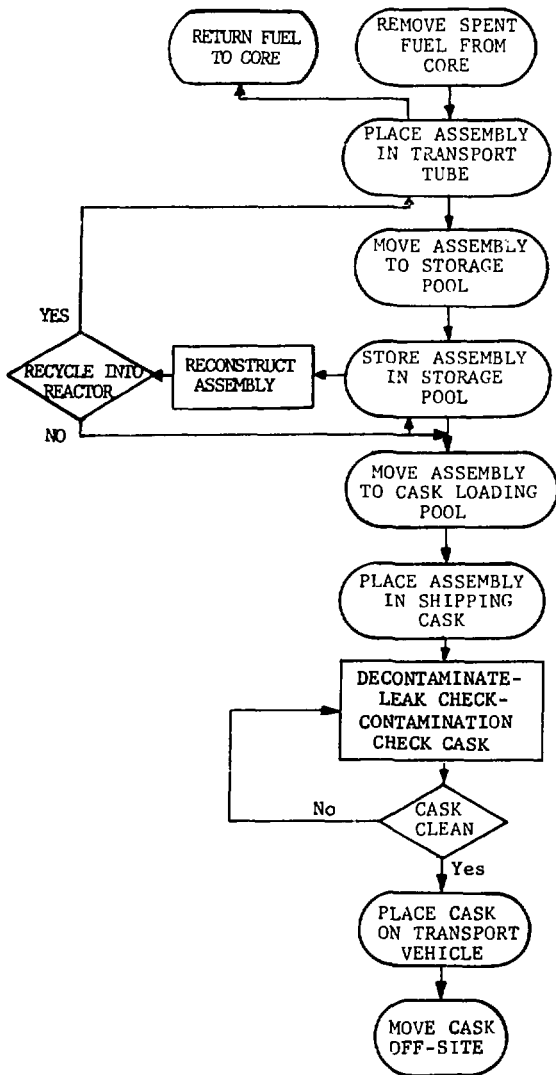 RETURN FUEL
TO CORE
REMOVE SPENT
FUEL FROM
CORE
PLACE ASSEMBLY
IN TRANSPORT
TUBE
MOVE ASSEMBLY
TO STORAGE
POOL
YES
RECYCLE INTO
REACTOR
RECONSTRUCT
ASSEMBLY
STORE ASSEMBLY
IN STORAGE
POOL
NO
MOVE ASSEMBLY
TO CASK LOADING
POOL
PLACE ASSEMBLY
IN SHIPPING
CASK
DECONTAMINATE-
LEAK CHECK-
CONTAMINATION
CHECK CASK
No
CASK
CLEAN
Yes
PLACE CASK
ON TRANSPORT
VEHICLE
MOVE CASK
OFF-SITE